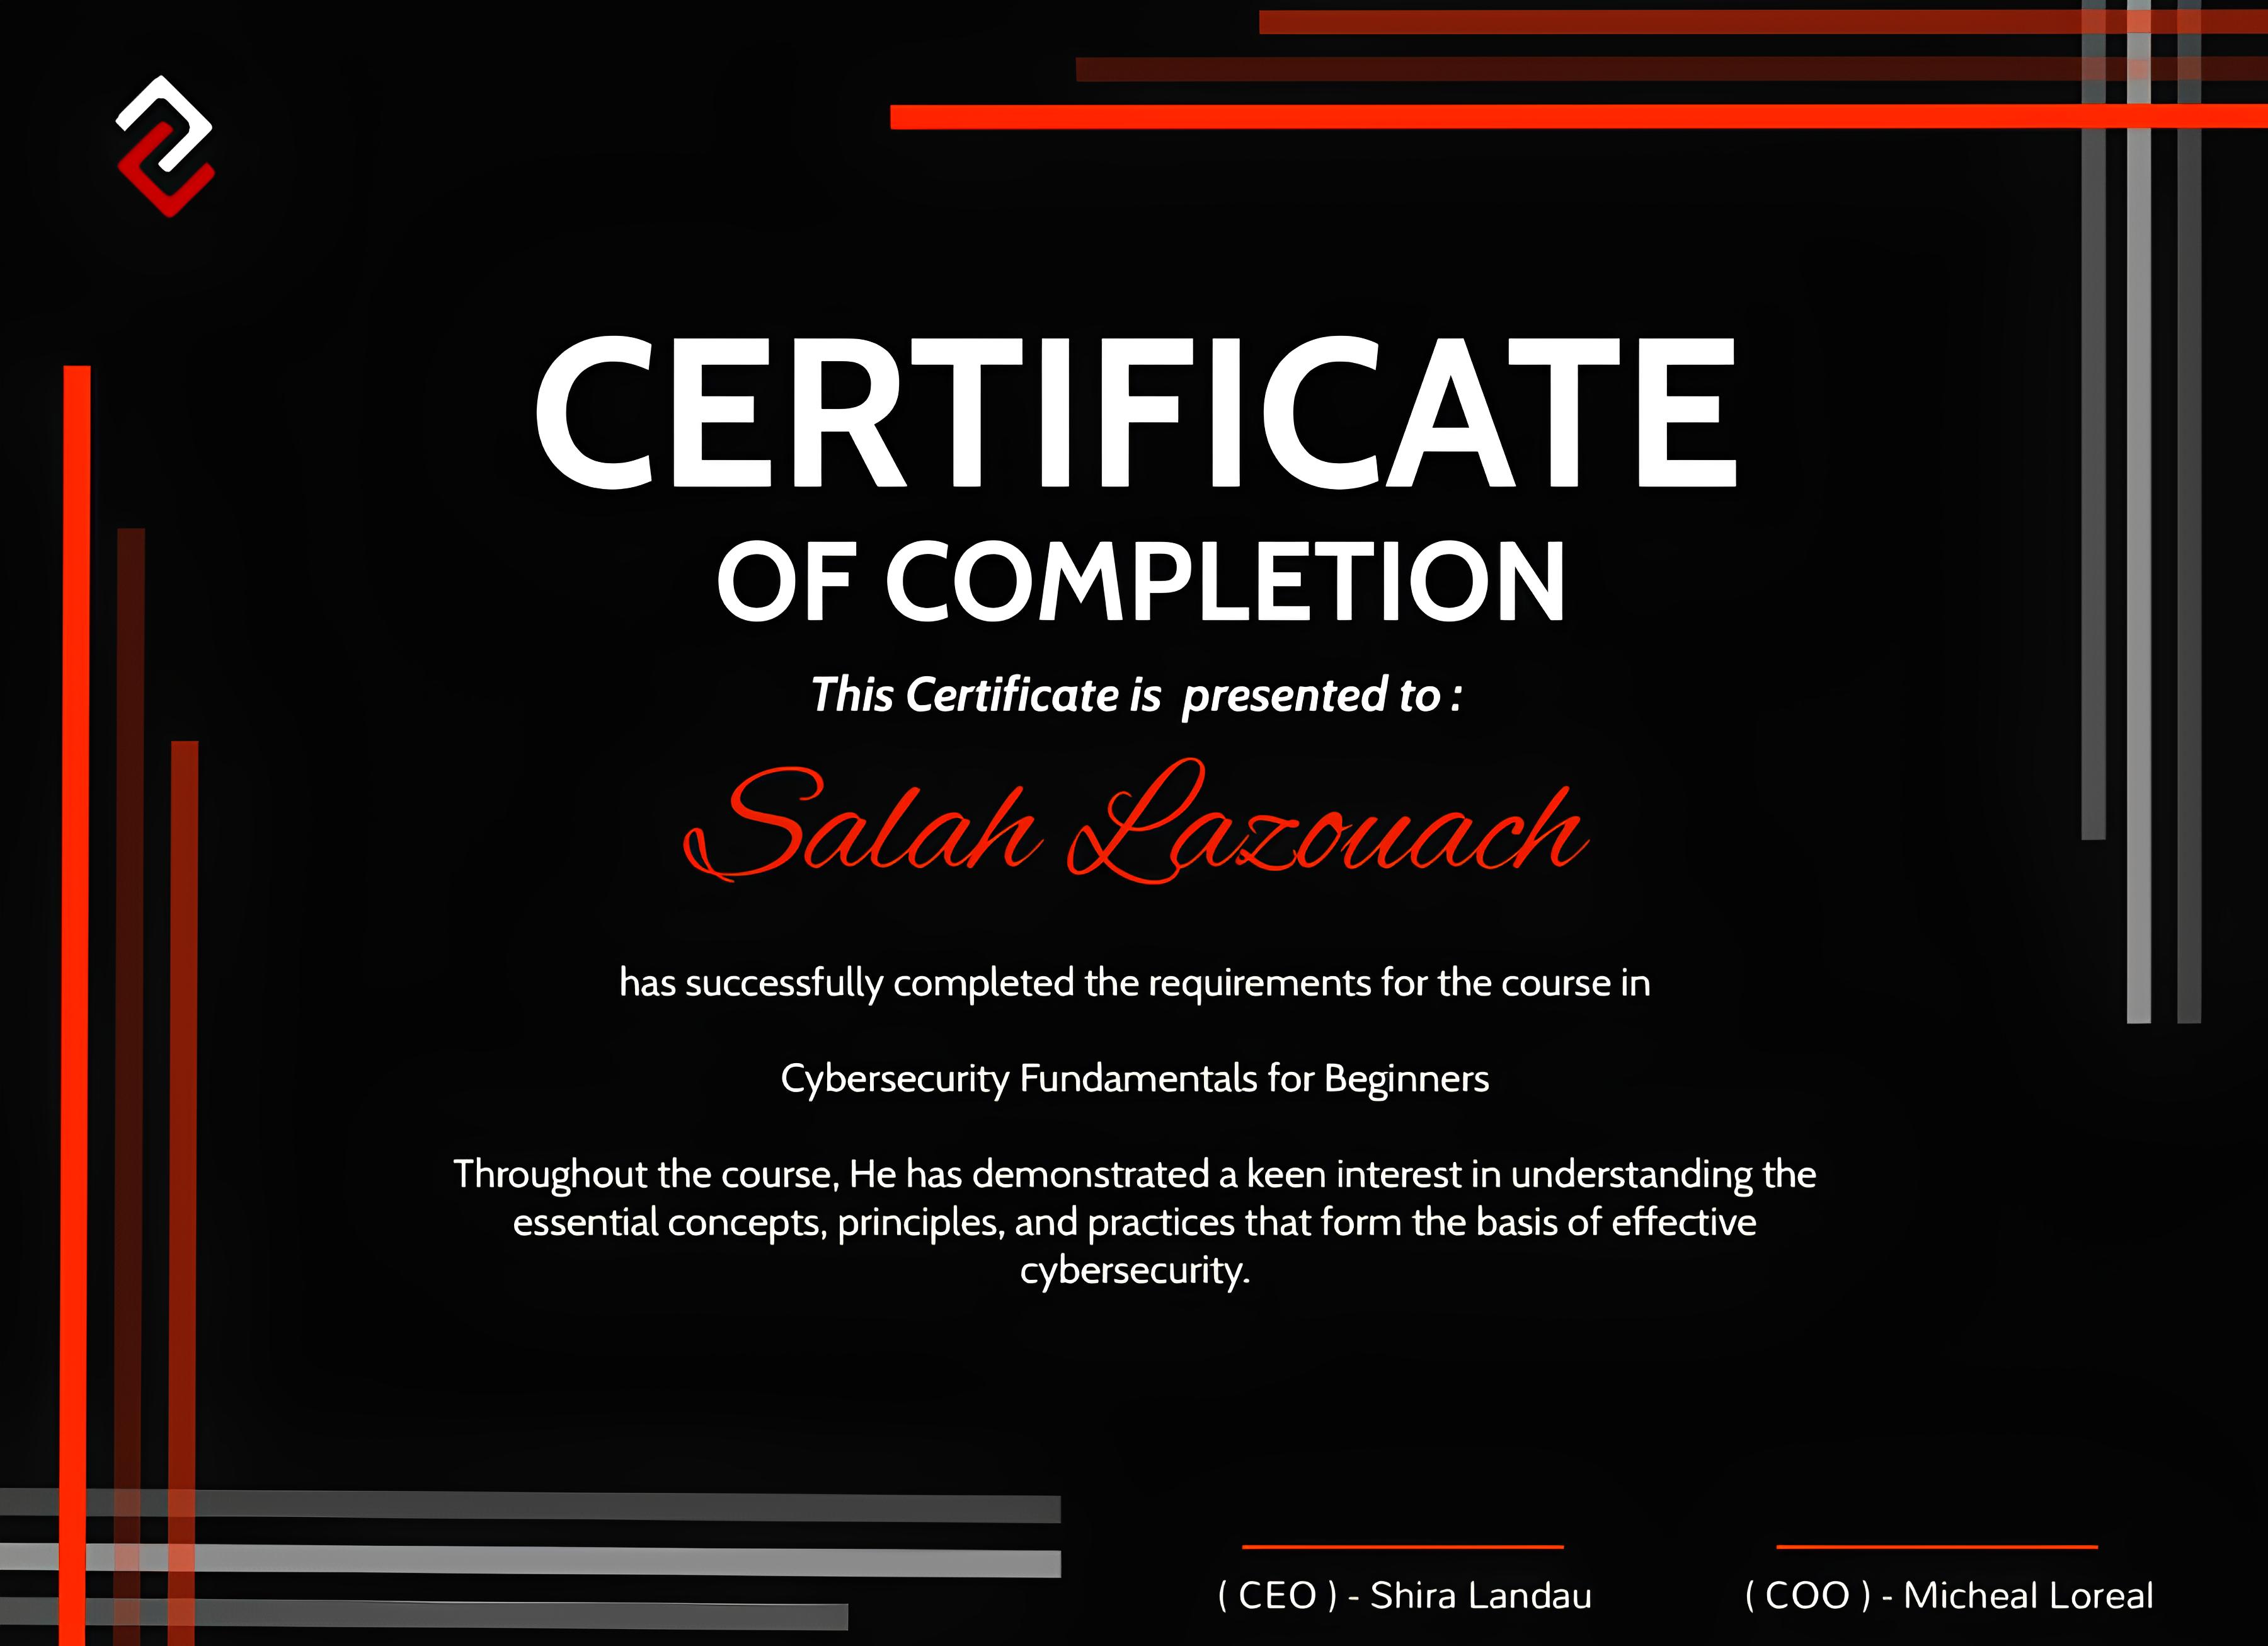 CERTIFICATE
OF COMPLETION
This Certificate is presented to :
Salah Lazouach
has successfully completed the requirements for the course in
Cybersecurity Fundamentals for Beginners
Throughout the course, He has demonstrated a keen interest in understanding the
essential concepts, principles, and practices that form the basis of effective
cybersecurity.
( CEO ) - Shira Landau
( COO ) - Micheal Loreal